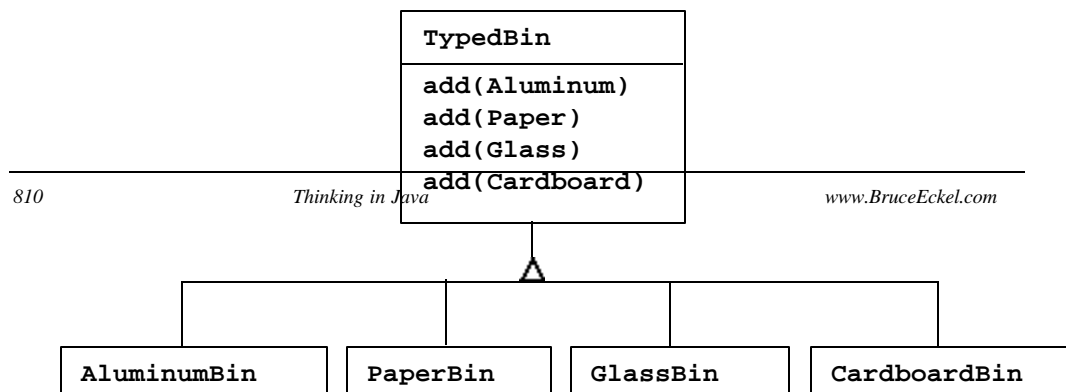 TypedBin
add(Aluminum)
add(Paper)
add(Glass)
add(Cardboard)
810 Thinking in Java www.BruceEckel.com
AluminumBin PaperBin GlassBin CardboardBin